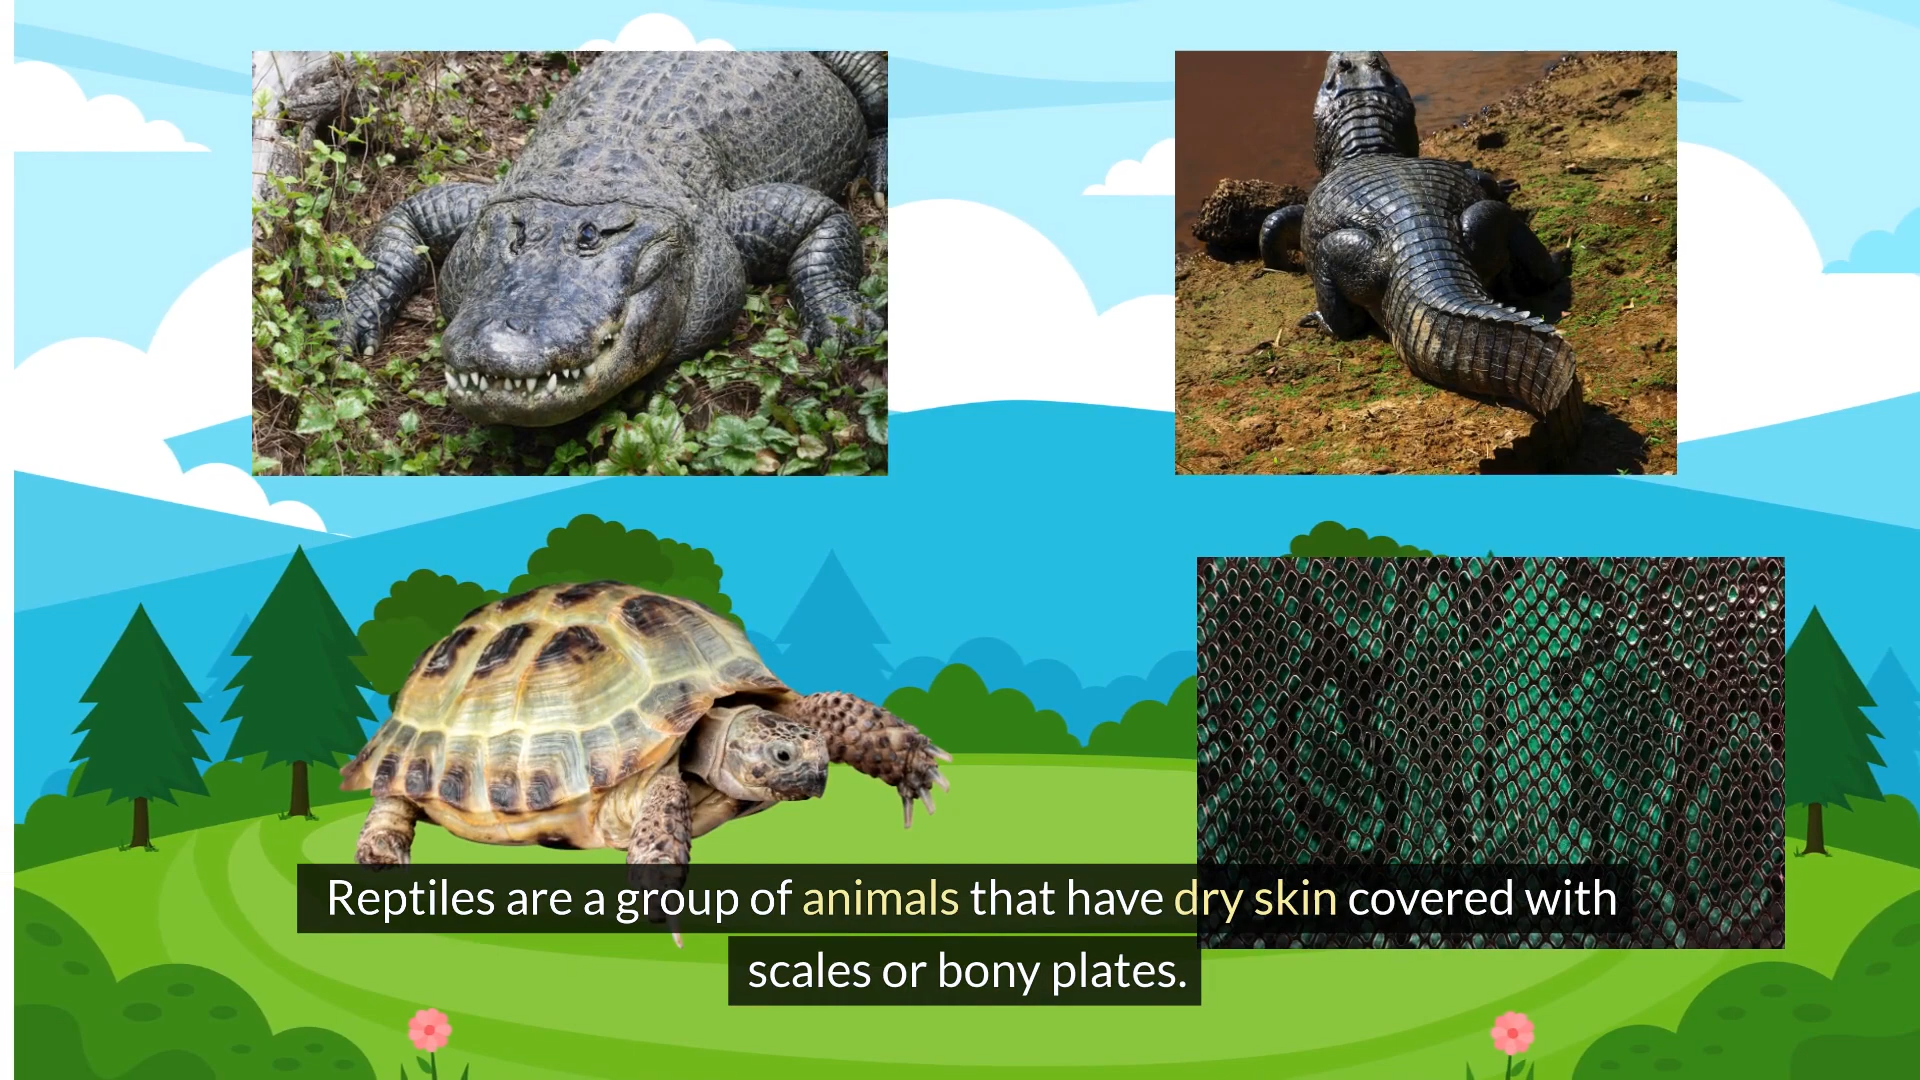 Reptiles are a group of animals that have dry skin covered with
scales or bony plates.